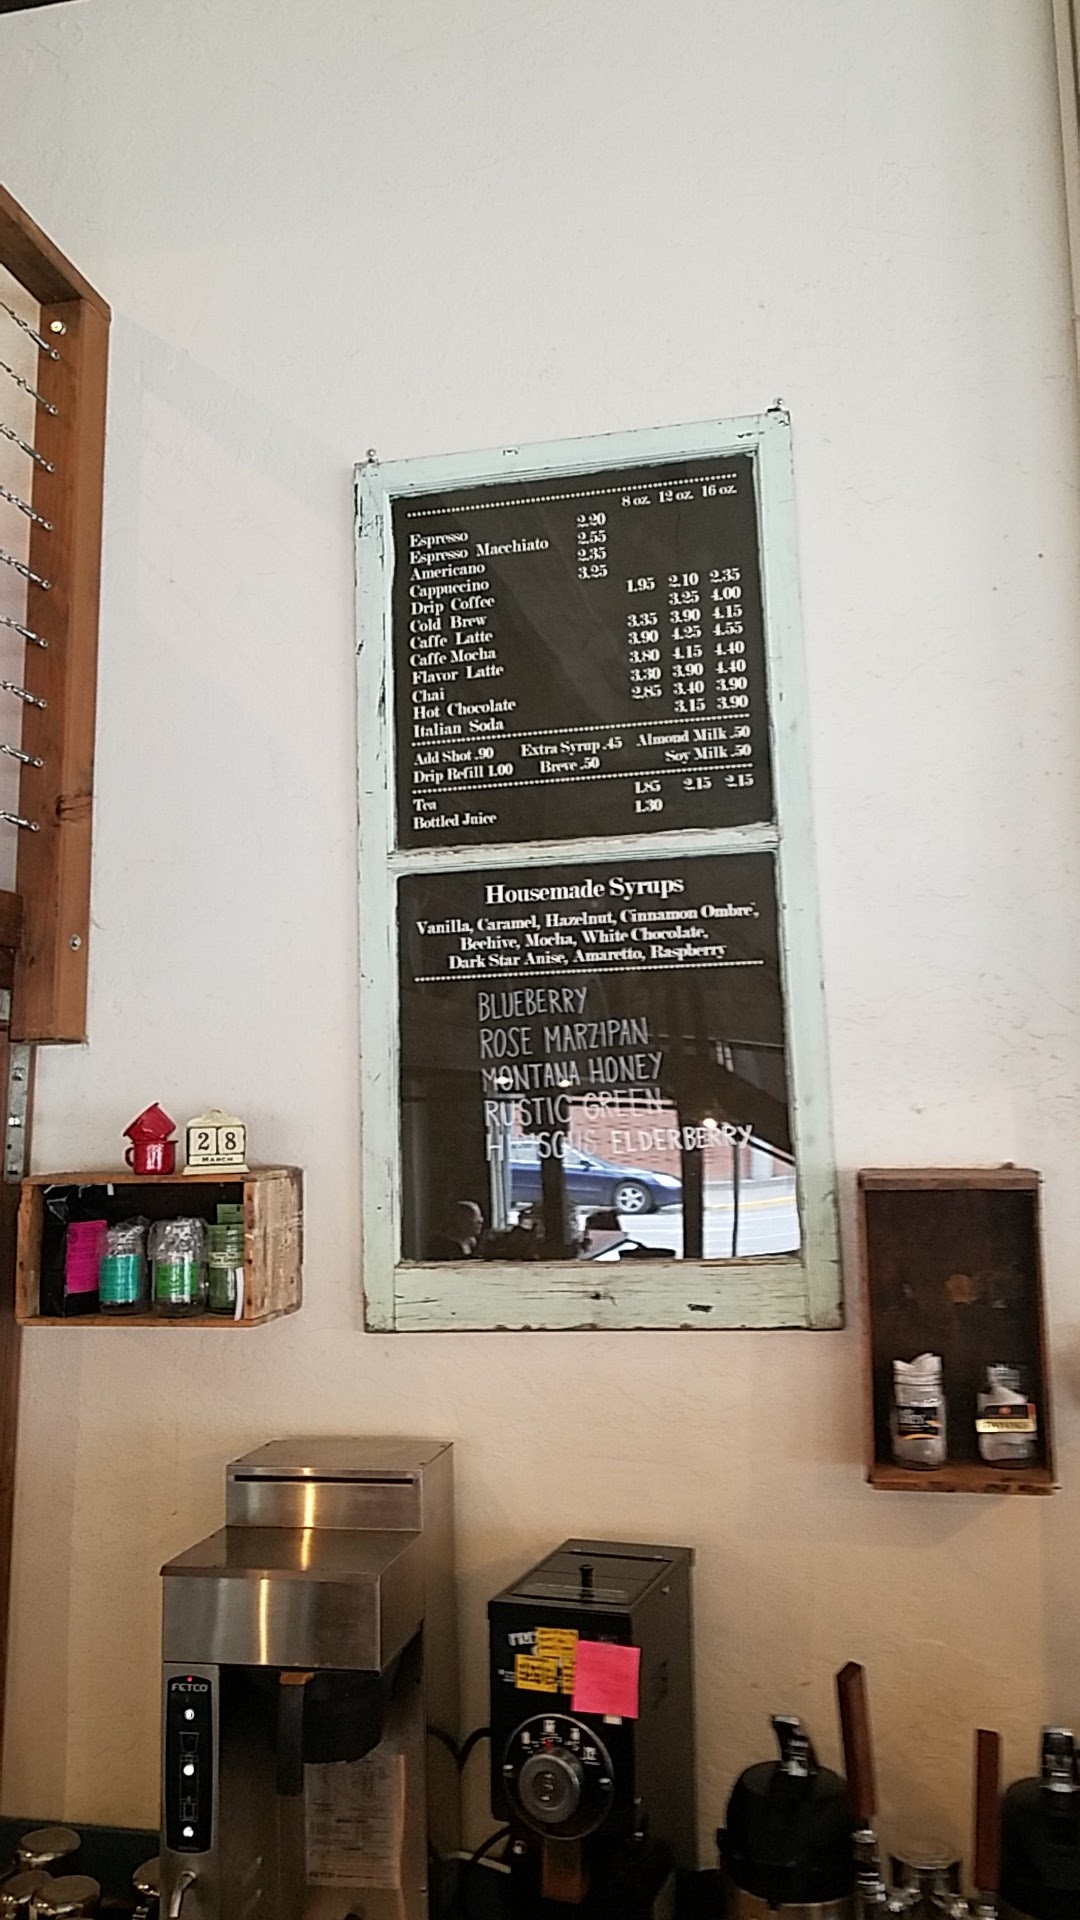 8 oz. 12 oz. 16 oz.
Espresso 2.20
Espresso Macchiato 2.55
Americano 2.35
Cappuccino 3.25
Drip Coffee 1.95 2.10 2.35
Cold Brew 3.25 4.00
Caffe Latte 3.35 3.90 4.15
Caffe Mocha 3.90 4.25 4.55
Flavor Latte 3.80 4.15 4.40
Chai 3.30 3.90 4.40
Hot Chocolate 2.85 3.40 3.90
Italian Soda 3.15 3.90
Add Shot .90 Extra Syrup .45 Almond Milk .50
Drip Refill 1.00 Breve .50 Soy Milk .50
Tea 1.85 2.15 2.15
Bottled Juice 1.30
Housemade Syrups
Vanilla, Caramel, Hazelnut, Cinnamon Ombre',
Beehive, Mocha, White Chocolate,
Dark Star Anise, Amaretto, Raspberry
BLUEBERRY
ROSE MARZIPAN
MONTANA HONEY
RUSTIC GREEN
HIBISCUS ELDERBERRY
28
MARCH
FETCO